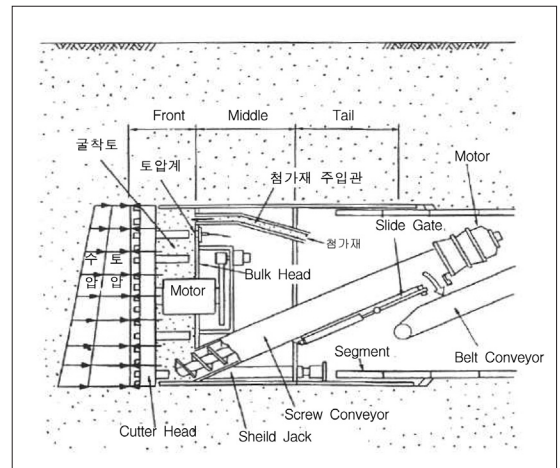 Front Middle Tail
굴착토
토압계
첨가재 주입관
Motor
Slide Gate.
첨가재
수 토
압 압
Bulk Head
Motor
Segment
Belt Conveyor
Screw Conveyor
Cutter Head
Sheild Jack